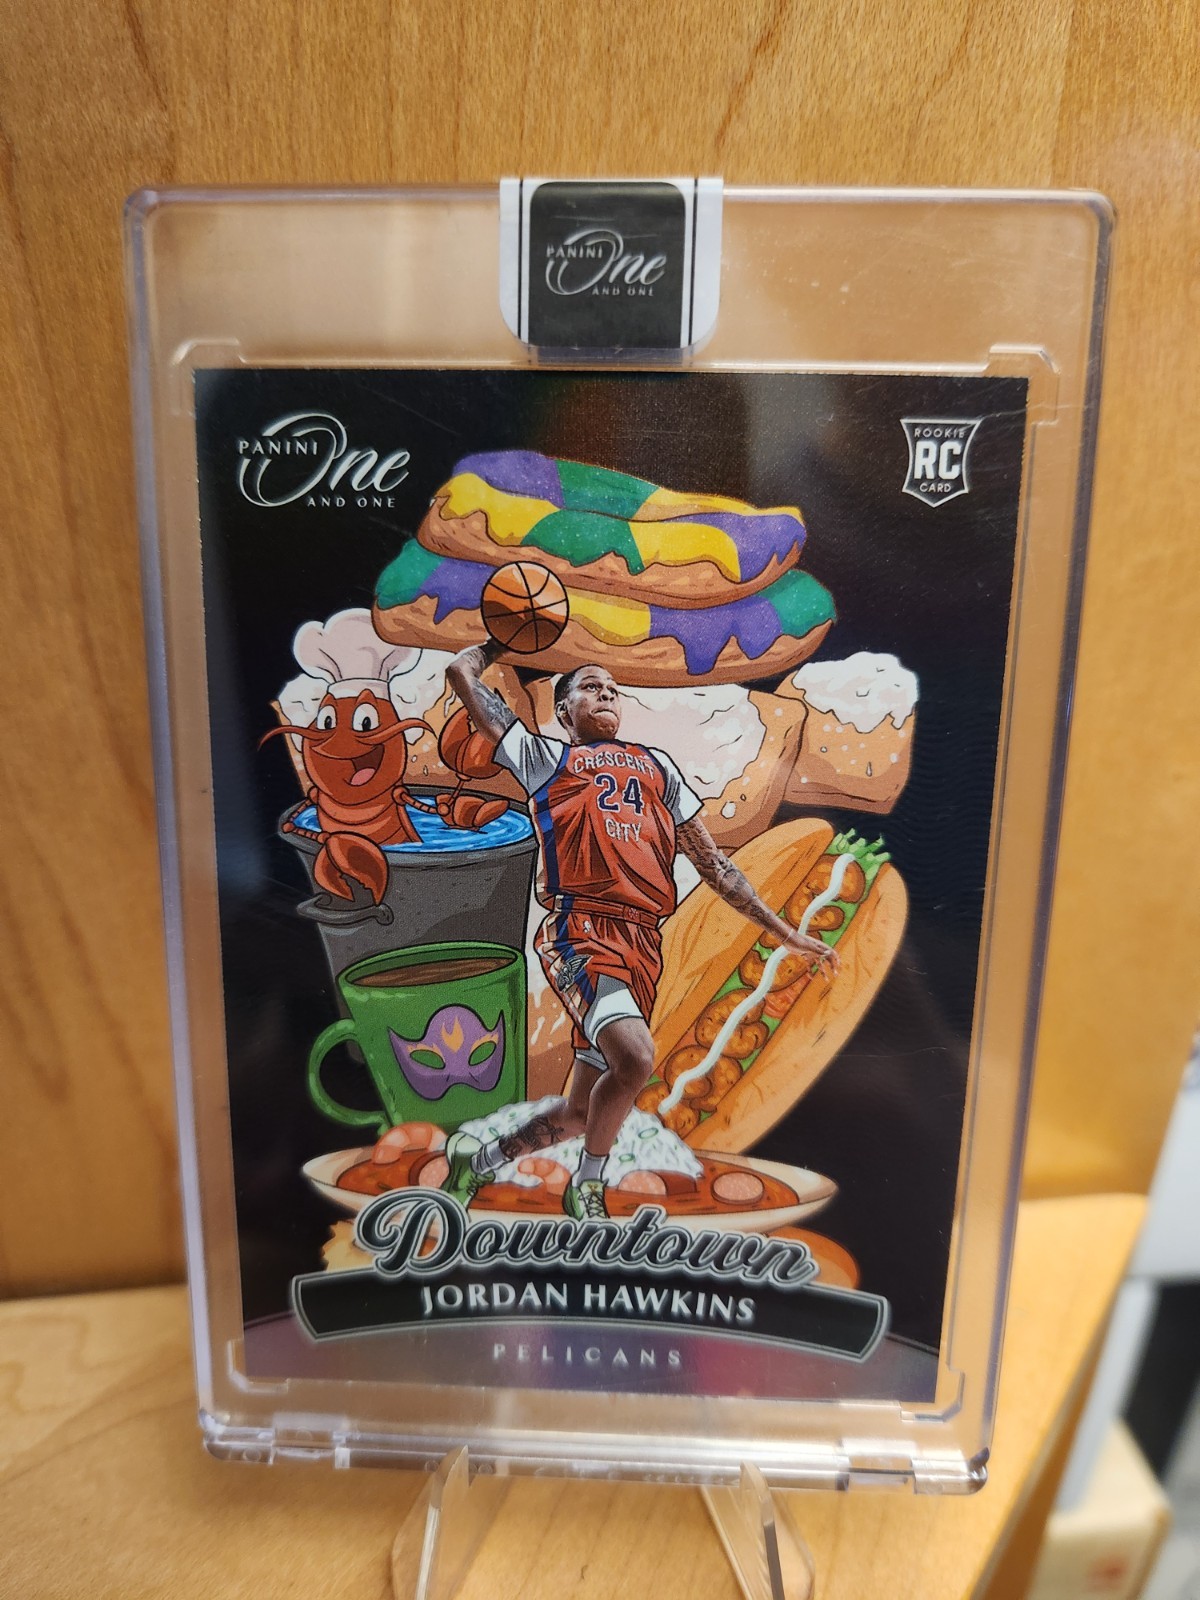 PANINI One
AND ONE
PANINI One
AND ONE
ROOKIE
RC
CARD
CRESCENT
24
CITY
Downtown
JORDAN HAWKINS
PELICANS